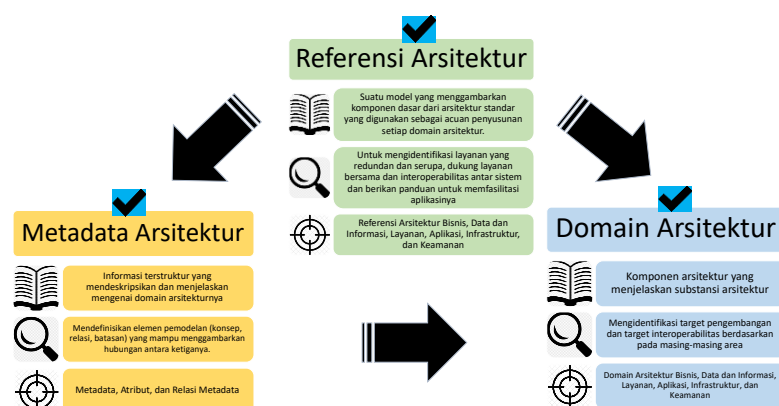 Referensi Arsitektur
Suatu model yang menggambarkan
komponen dasar dari arsitektur standar
yang digunakan sebagai acuan penyusunan
setiap domain arsitektur.
Untuk mengidentifikasi layanan yang
redundan dan serupa, dukung layanan
bersama dan interoperabilitas antar sistem
dan berikan panduan untuk memfasilitasi
aplikasinya
Referensi Arsitektur Bisnis, Data dan
Informasi, Layanan, Aplikasi, Infrastruktur,
dan Keamanan
Metadata Arsitektur
Informasi terstruktur yang
mendeskripsikan dan menjelaskan
mengenai domain arsitekturnya
Mendefinisikan elemen pemodelan (konsep,
relasi, batasan) yang mampu menggambarkan
hubungan antara ketiganya.
Metadata, Atribut, dan Relasi Metadata
Domain Arsitektur
Komponen arsitektur yang
menjelaskan substansi arsitektur
Mengidentifikasi target pengembangan
dan target interoperabilitas berdasarkan
pada masing-masing area
Domain Arsitektur Bisnis, Data dan Informasi,
Layanan, Aplikasi, Infrastruktur, dan
Keamanan